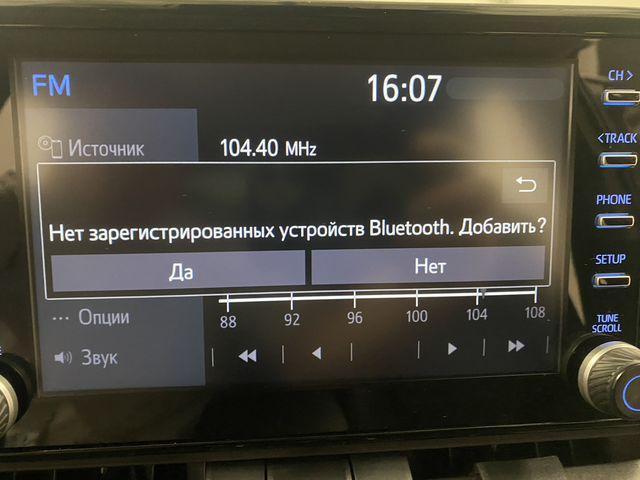 FM
16:07
CH >
Источник
104.40 MHz
< TRACK
Нет зарегистрированных устройств Bluetooth. Добавить?
PHONE
Да
Нет
SETUP
88 92 96 100 104 108
··· Опции
TUNE
SCROLL
Звук